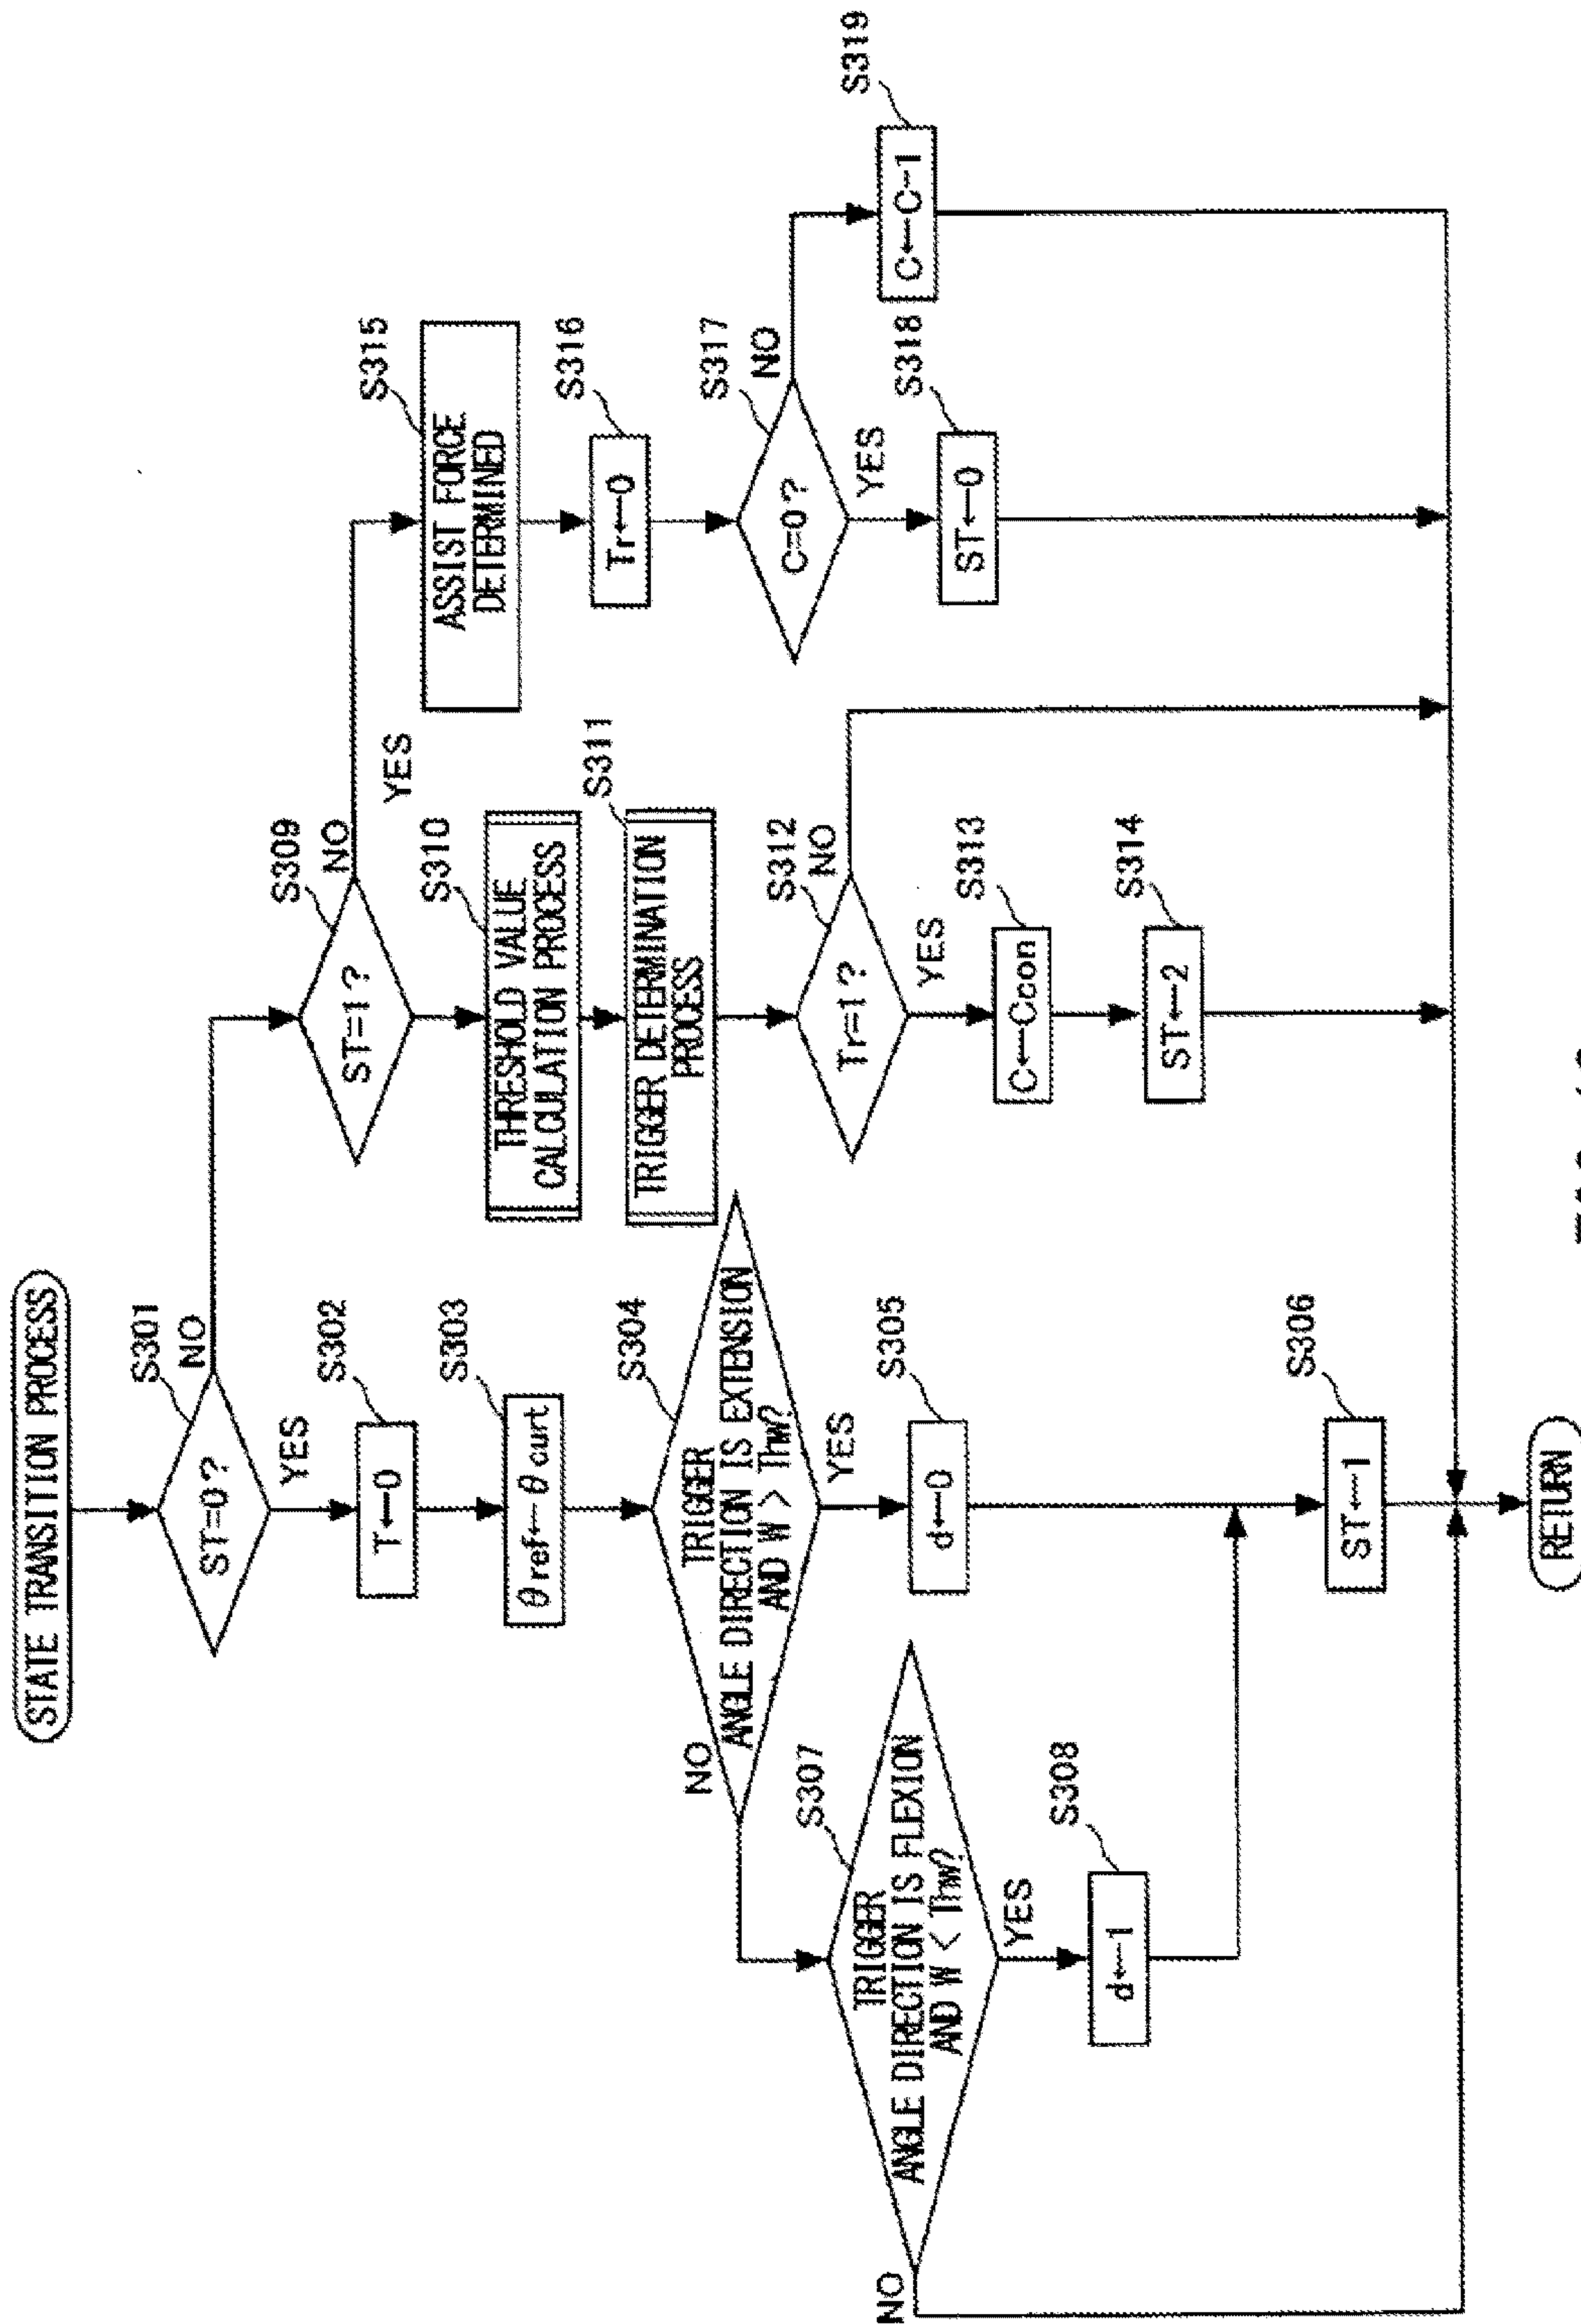 STATE TRANSITION PROCESS
S301
ST=0?
NO
YES
S302
T←0
S303
θref←θcurt
S304
TRIGGER
ANGLE DIRECTION IS EXTENSION
AND W > Thw?
NO
YES
S305
d←0
S306
ST←1
S307
TRIGGER
ANGLE DIRECTION IS FLEXION
AND W < Thw?
NO
YES
S308
d←1
S309
ST=1?
NO
YES
S310
THRESHOLD VALUE
CALCULATION PROCESS
S311
TRIGGER DETERMINATION
PROCESS
S312
Tr=1?
NO
YES
S313
C←Ccon
S314
ST←2
S315
ASSIST FORCE
DETERMINED
S316
Tr←0
S317
C=0?
NO
YES
S318
ST←0
S319
C←C-1
RETURN